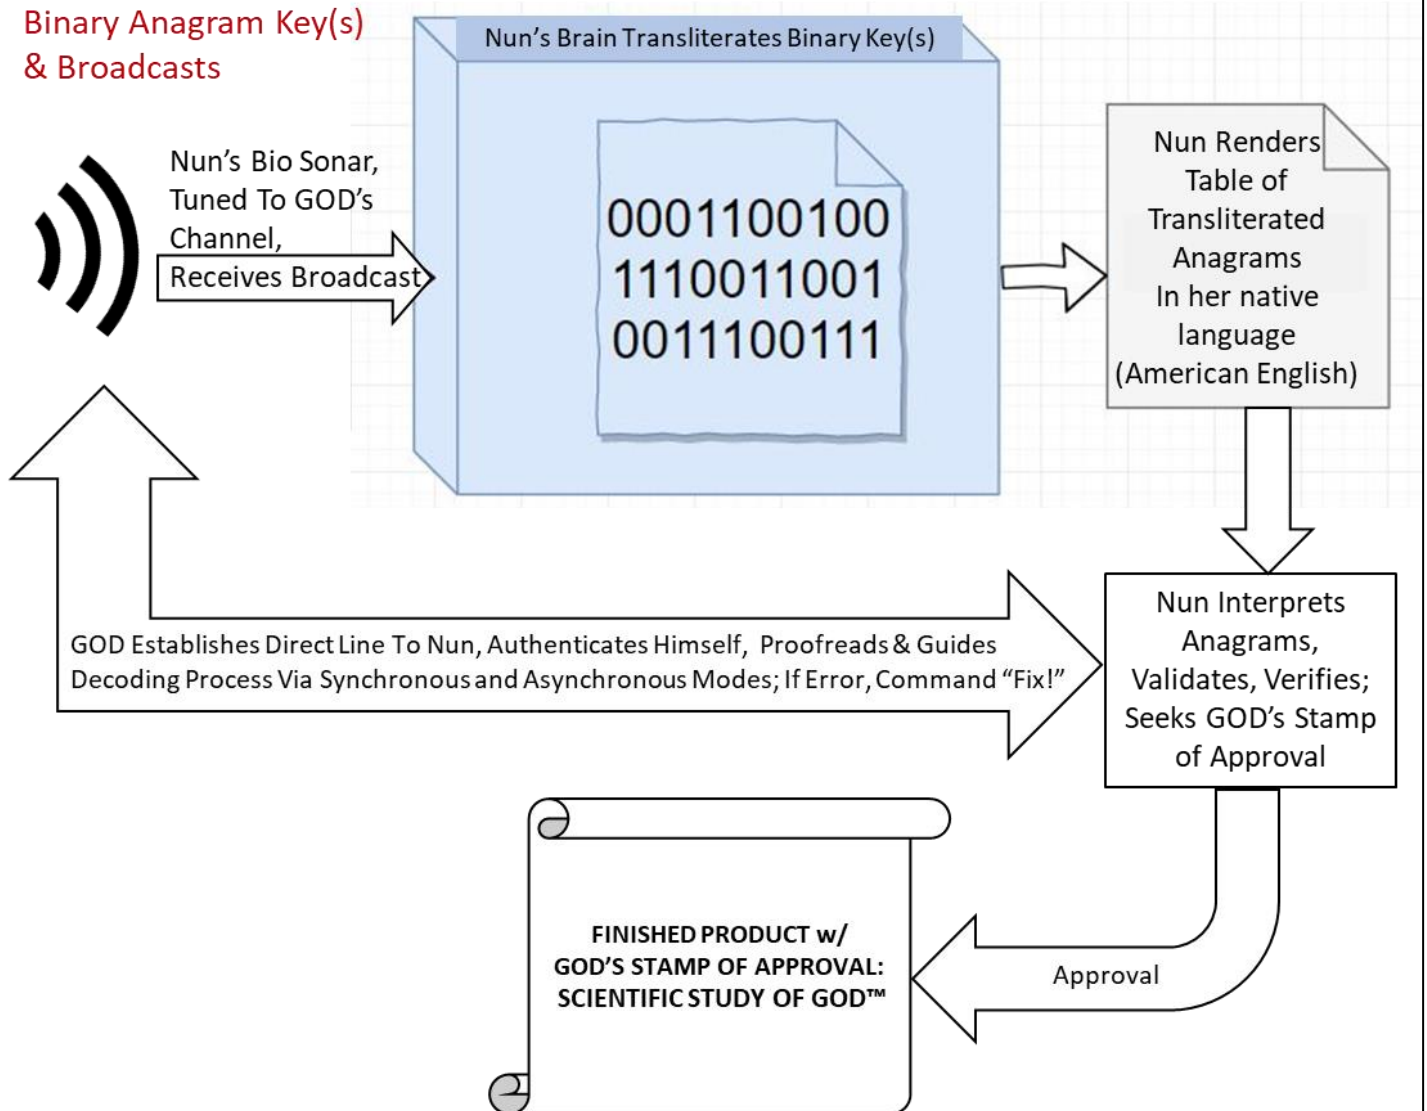 Binary Anagram Key(s)
& Broadcasts
Nun's Brain Transliterates Binary Key(s)
Nun's Bio Sonar,
Tuned To GOD's
Channel,
Receives Broadcast
0001100100
1110011001
0011100111
Nun Renders
Table of
Transliterated
Anagrams
In her native
language
(American English)
GOD Establishes Direct Line To Nun, Authenticates Himself, Proofreads & Guides
Decoding Process Via Synchronous and Asynchronous Modes; If Error, Command “Fix!”
Nun Interprets
Anagrams,
Validates, Verifies;
Seeks GOD's Stamp
of Approval
Approval
FINISHED PRODUCT w/
GOD'S STAMP OF APPROVAL:
SCIENTIFIC STUDY OF GOD™